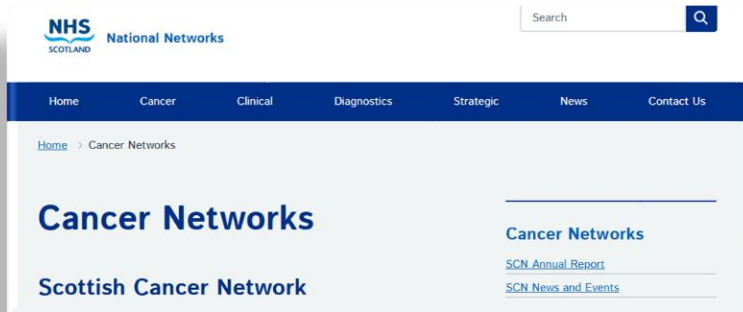 NHS
SCOTLAND
National Networks
Search
Home Cancer Clinical Diagnostics Strategic News Contact Us
Home > Cancer Networks
Cancer Networks
Scottish Cancer Network
Cancer Networks
SCN Annual Report
SCN News and Events